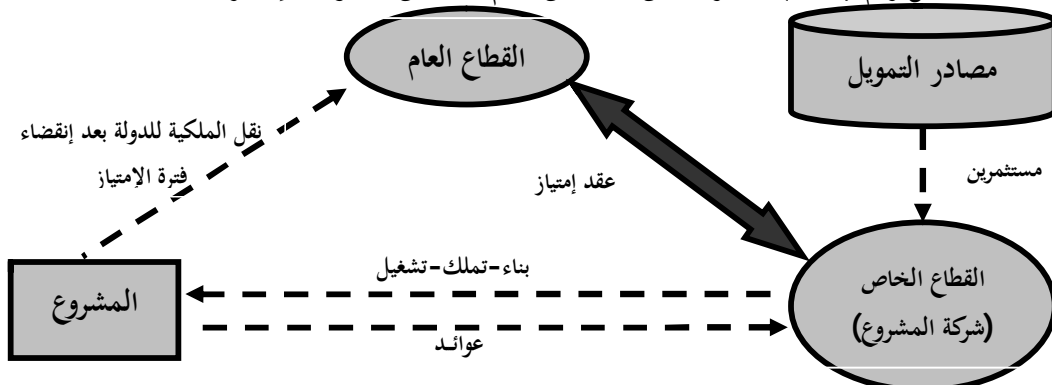 القطاع العام
مصادر التمويل
نقل الملكية للدولة بعد إنقضاء
فترة الإمتياز
عقد إمتياز
مستثمرين
بناء-تملك-تشغيل
القطاع الخاص
(شركة المشروع)
المشروع
عوائـد